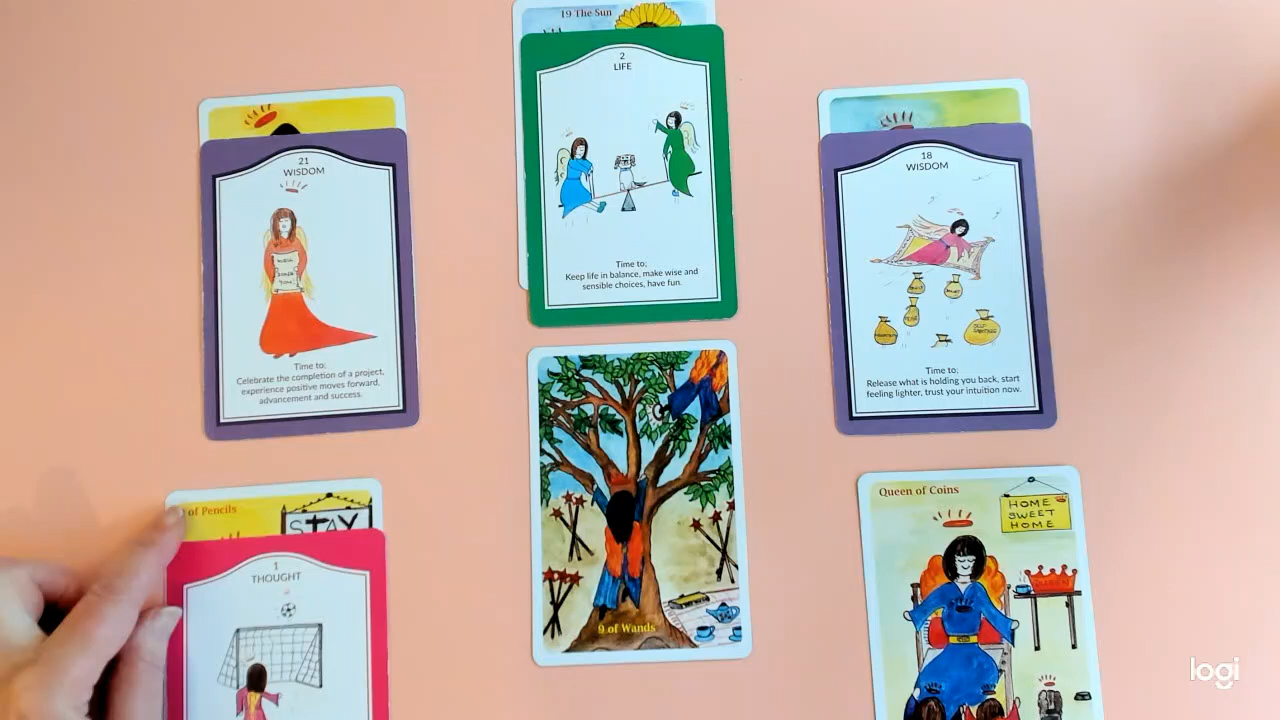 19 The Sun
2
LIFE
Time to;
Keep life in balance, make wise and
sensible choices, have fun.
21
WISDOM
Time to;
Celebrate the completion of a project,
experience positive moves forward,
advancement and success.
18
WISDOM
Time to;
Release what is holding you back, start
feeling lighter, trust your intuition now.
of Pencils
STAY
1
THOUGHT
9 of Wands
Queen of Coins
HOME
SWEET
HOME
logi